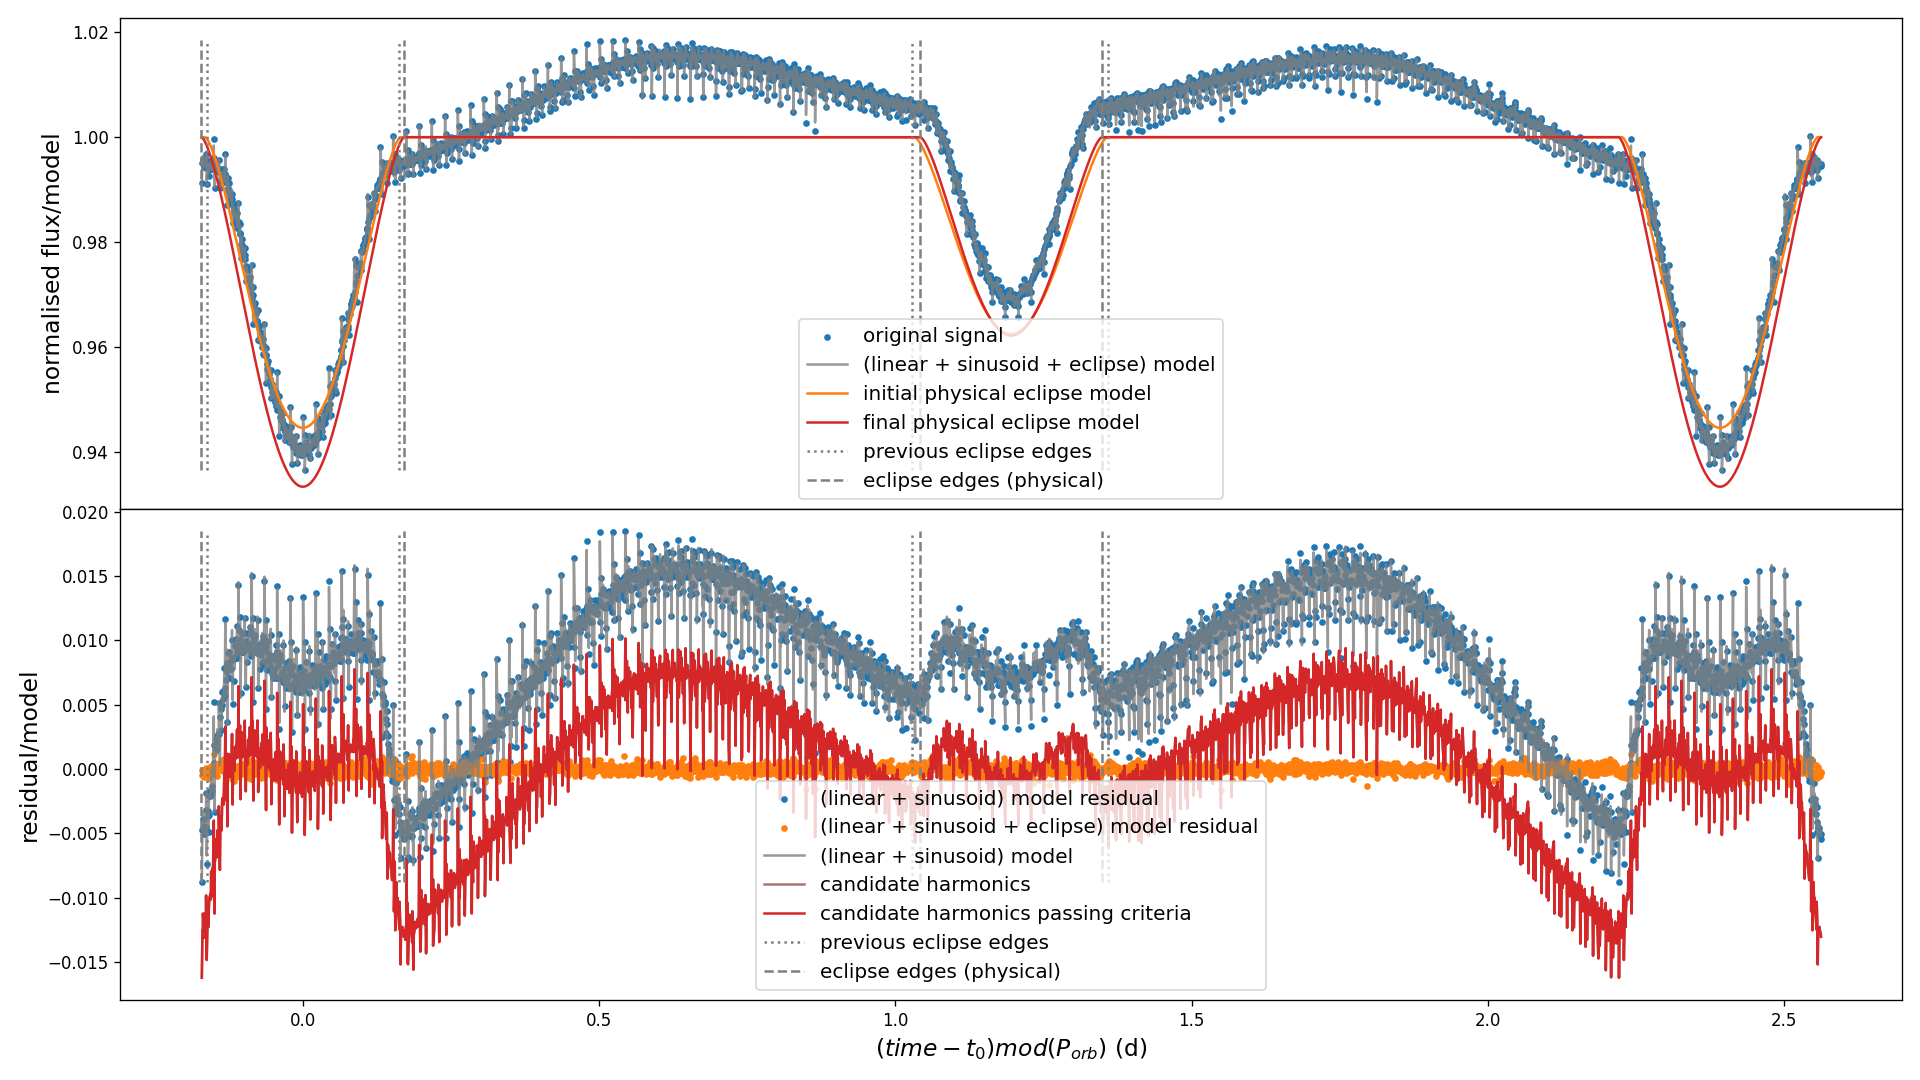 1.02
1.00
0.98
0.96
0.94
normalised flux/model
original signal
(linear + sinusoid + eclipse) model
initial physical eclipse model
final physical eclipse model
previous eclipse edges
eclipse edges (physical)
0.020
0.015
0.010
0.005
0.000
−0.005
−0.010
−0.015
residual/model
(linear + sinusoid) model residual
(linear + sinusoid + eclipse) model residual
(linear + sinusoid) model
candidate harmonics
candidate harmonics passing criteria
previous eclipse edges
eclipse edges (physical)
0.0 0.5 1.0 1.5 2.0 2.5
(time − t₀)mod(P_orb) (d)